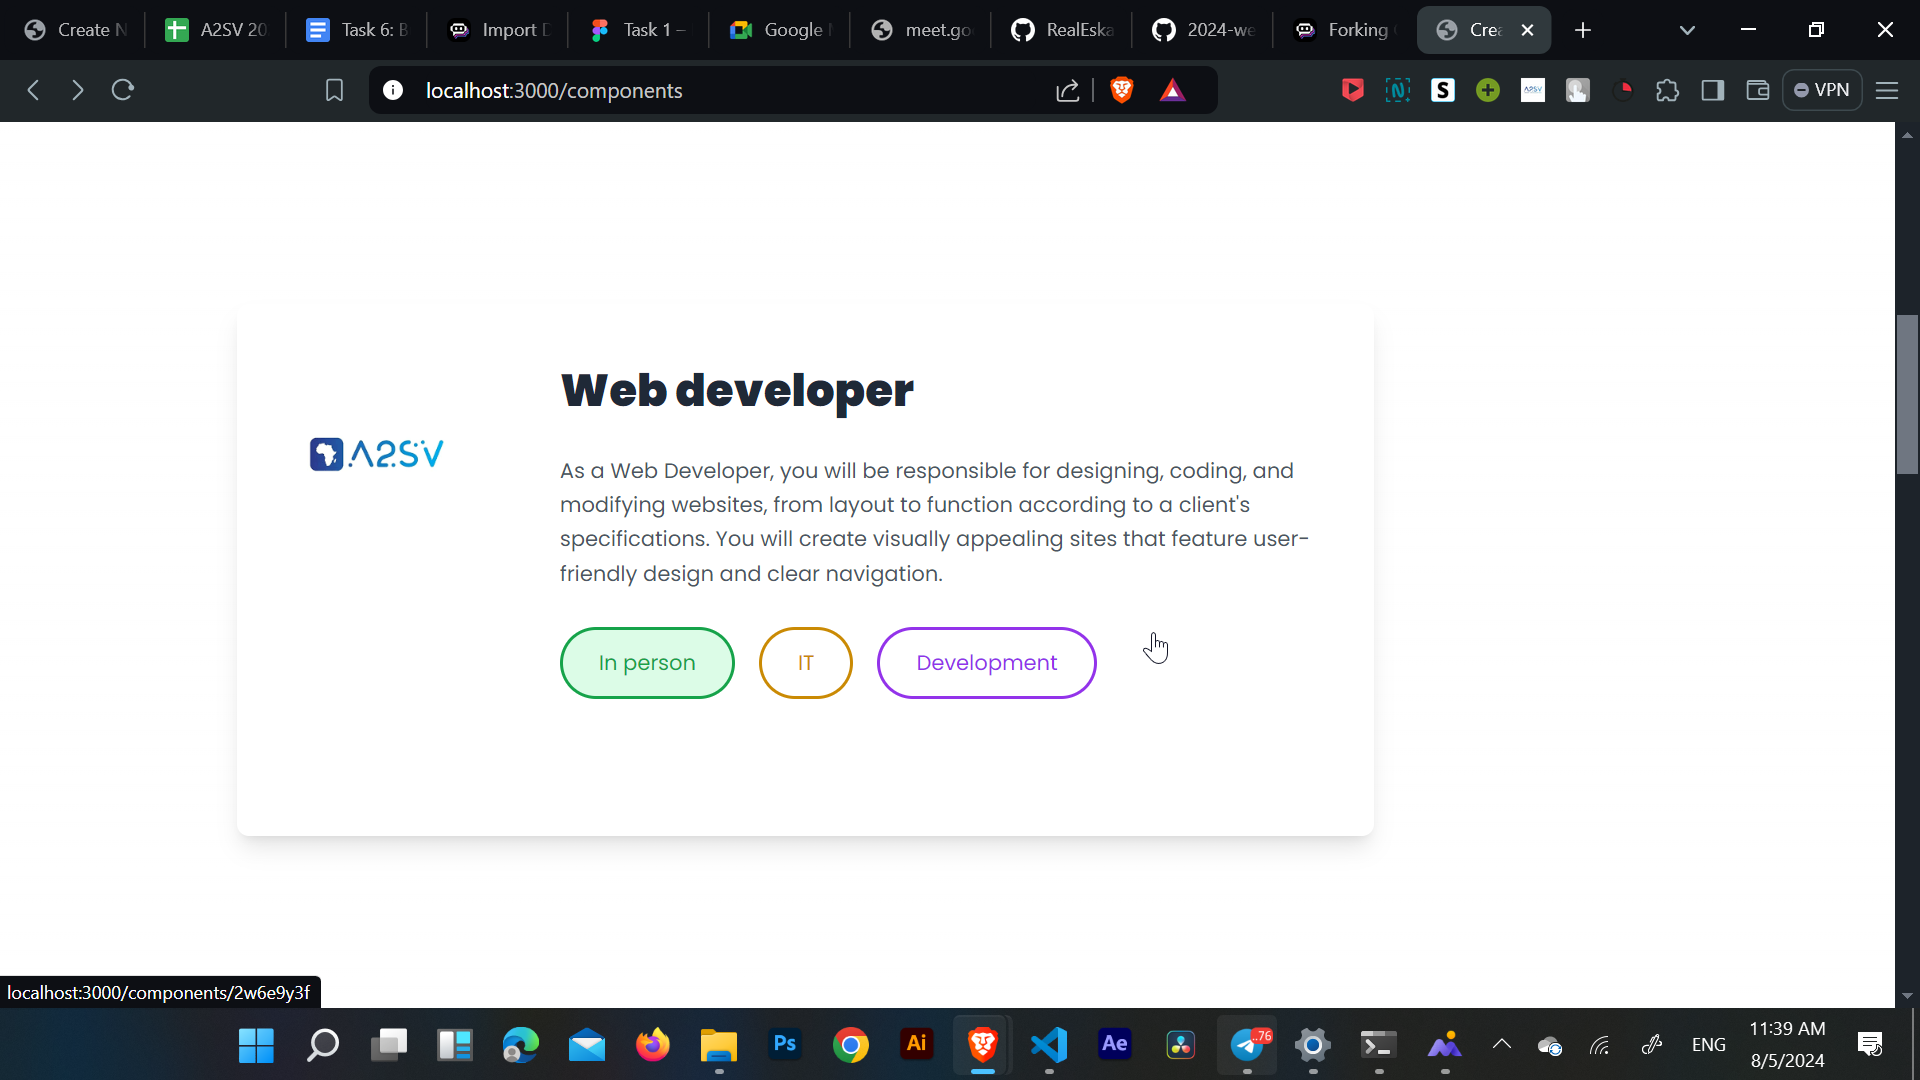 Create N
A2SV 20
Task 6: B
Import D
Task 1 –
Google M
meet.goo
RealEska
2024-we
Forking
Crea
localhost:3000/components
VPN
Web developer
A2SV
As a Web Developer, you will be responsible for designing, coding, and
modifying websites, from layout to function according to a client's
specifications. You will create visually appealing sites that feature user-
friendly design and clear navigation.
In person
IT
Development
localhost:3000/components/2w6e9y3f
Ps
Ai
Ae
..76
ENG
11:39 AM
8/5/2024